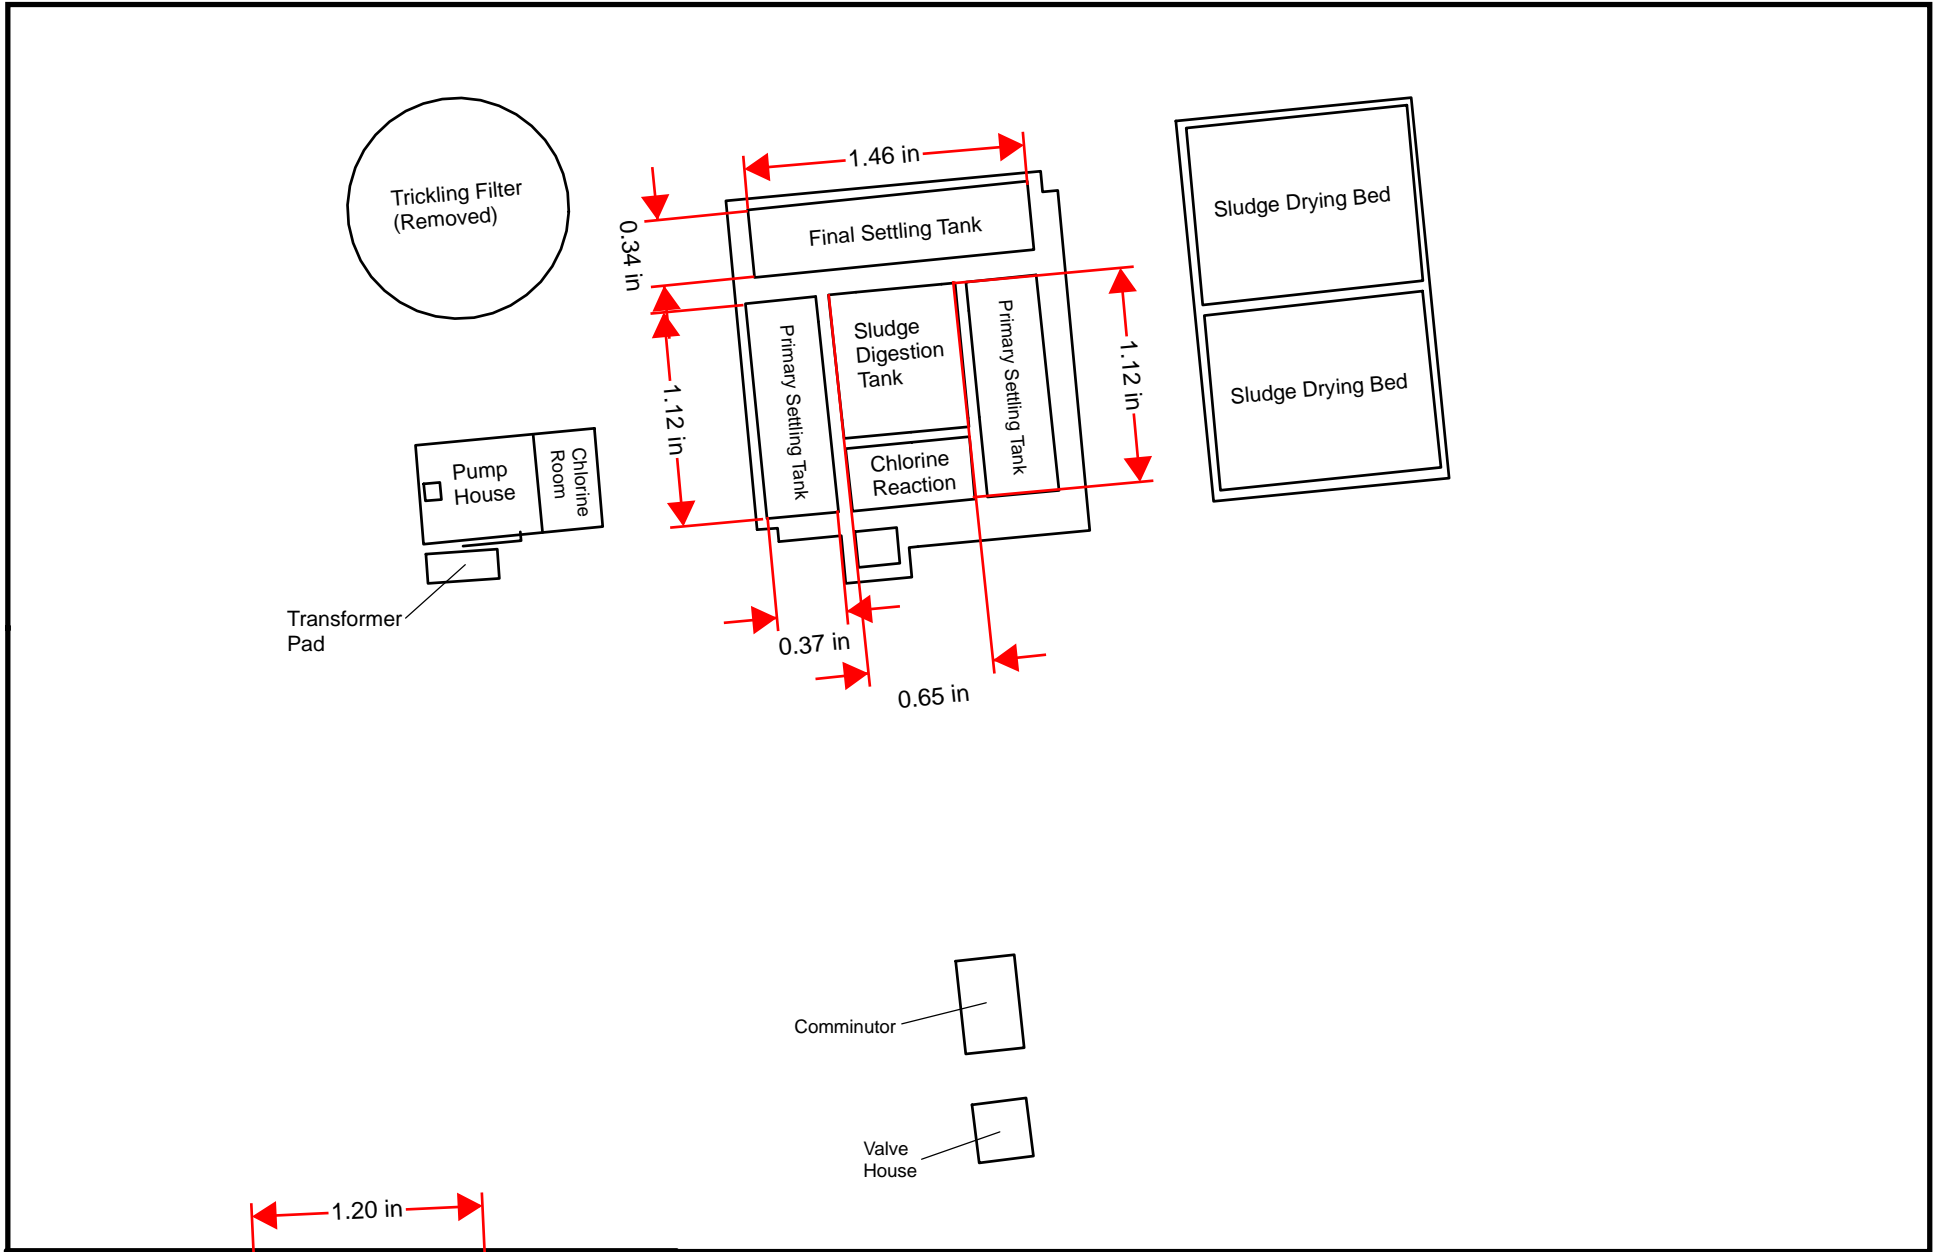 1.46 in
Trickling Filter
(Removed)
0.34 in
Final Settling Tank
Sludge Drying Bed
Primary Settling Tank
Sludge
Digestion
Tank
Primary Settling Tank
1.12 in
1.12 in
Sludge Drying Bed
Pump
House
Chlorine
Room
Chlorine
Reaction
Transformer
Pad
0.37 in
0.65 in
Comminutor
Valve
House
1.20 in